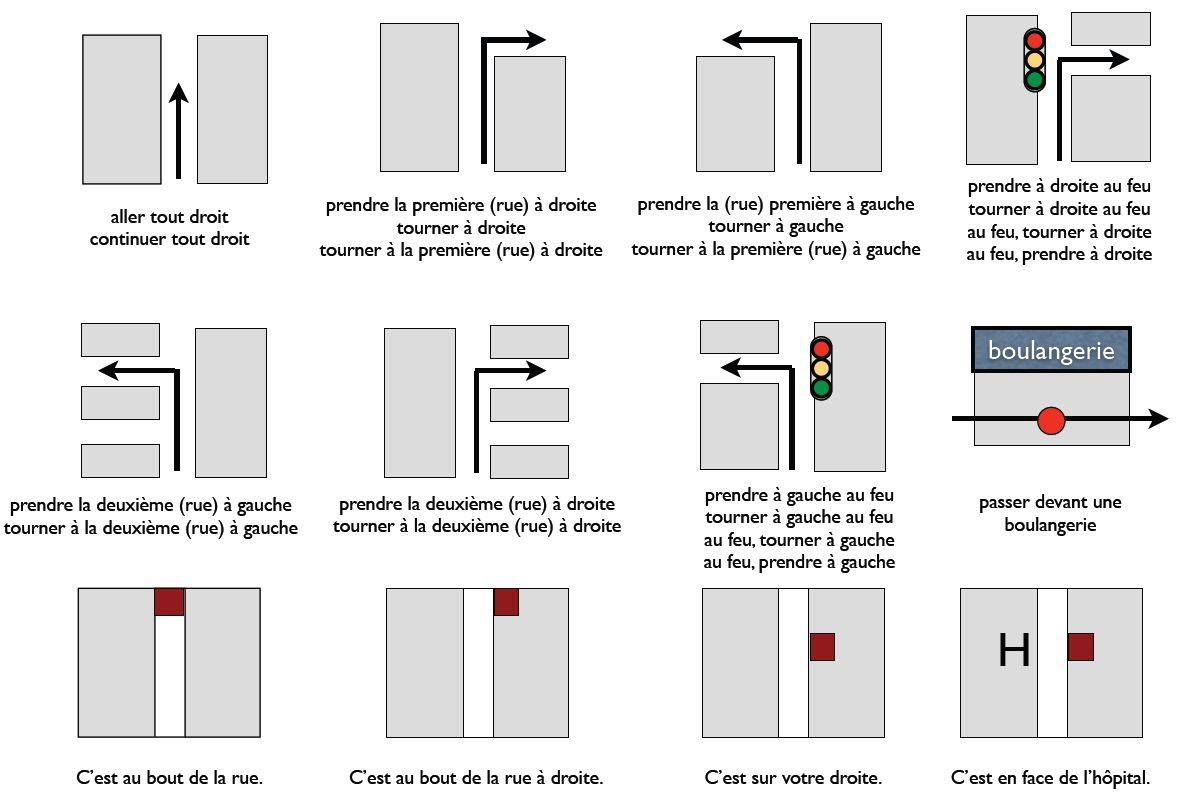 aller tout droit
continuer tout droit
prendre la première (rue) à droite
tourner à droite
tourner à la première (rue) à droite
prendre la (rue) première à gauche
tourner à gauche
tourner à la première (rue) à gauche
prendre à droite au feu
tourner à droite au feu
au feu, tourner à droite
au feu, prendre à droite
prendre la deuxième (rue) à gauche
tourner à la deuxième (rue) à gauche
prendre la deuxième (rue) à droite
tourner à la deuxième (rue) à droite
prendre à gauche au feu
tourner à gauche au feu
au feu, tourner à gauche
au feu, prendre à gauche
boulangerie
passer devant une
boulangerie
C'est au bout de la rue.
C'est au bout de la rue à droite.
C'est sur votre droite.
H
C'est en face de l'hôpital.